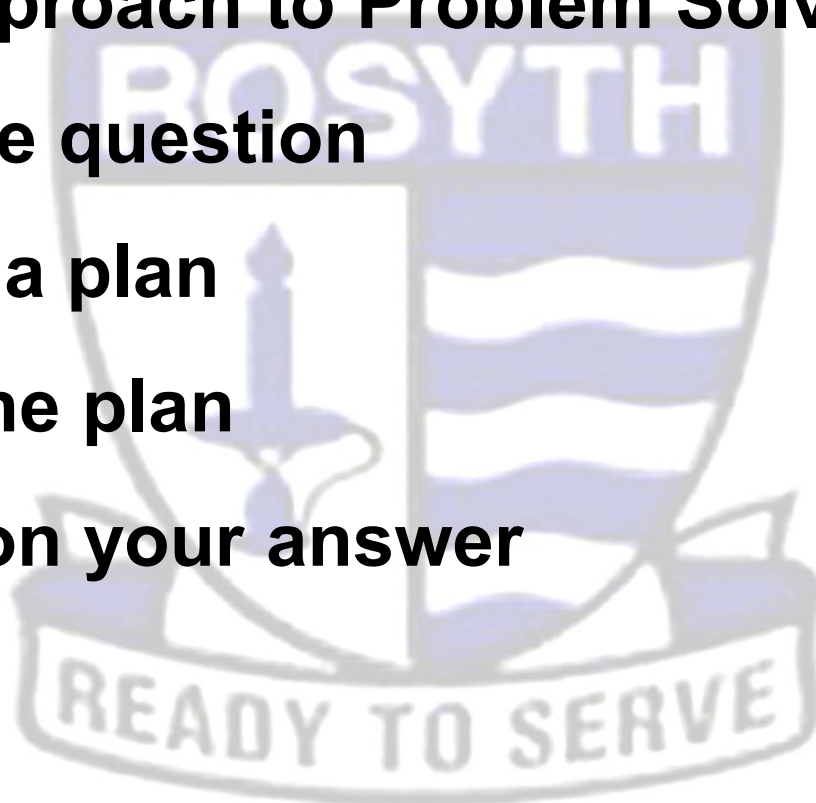 proach to Problem Solv
ROSYTH
e question
a plan
ne plan
on your answer
READY TO SERVE